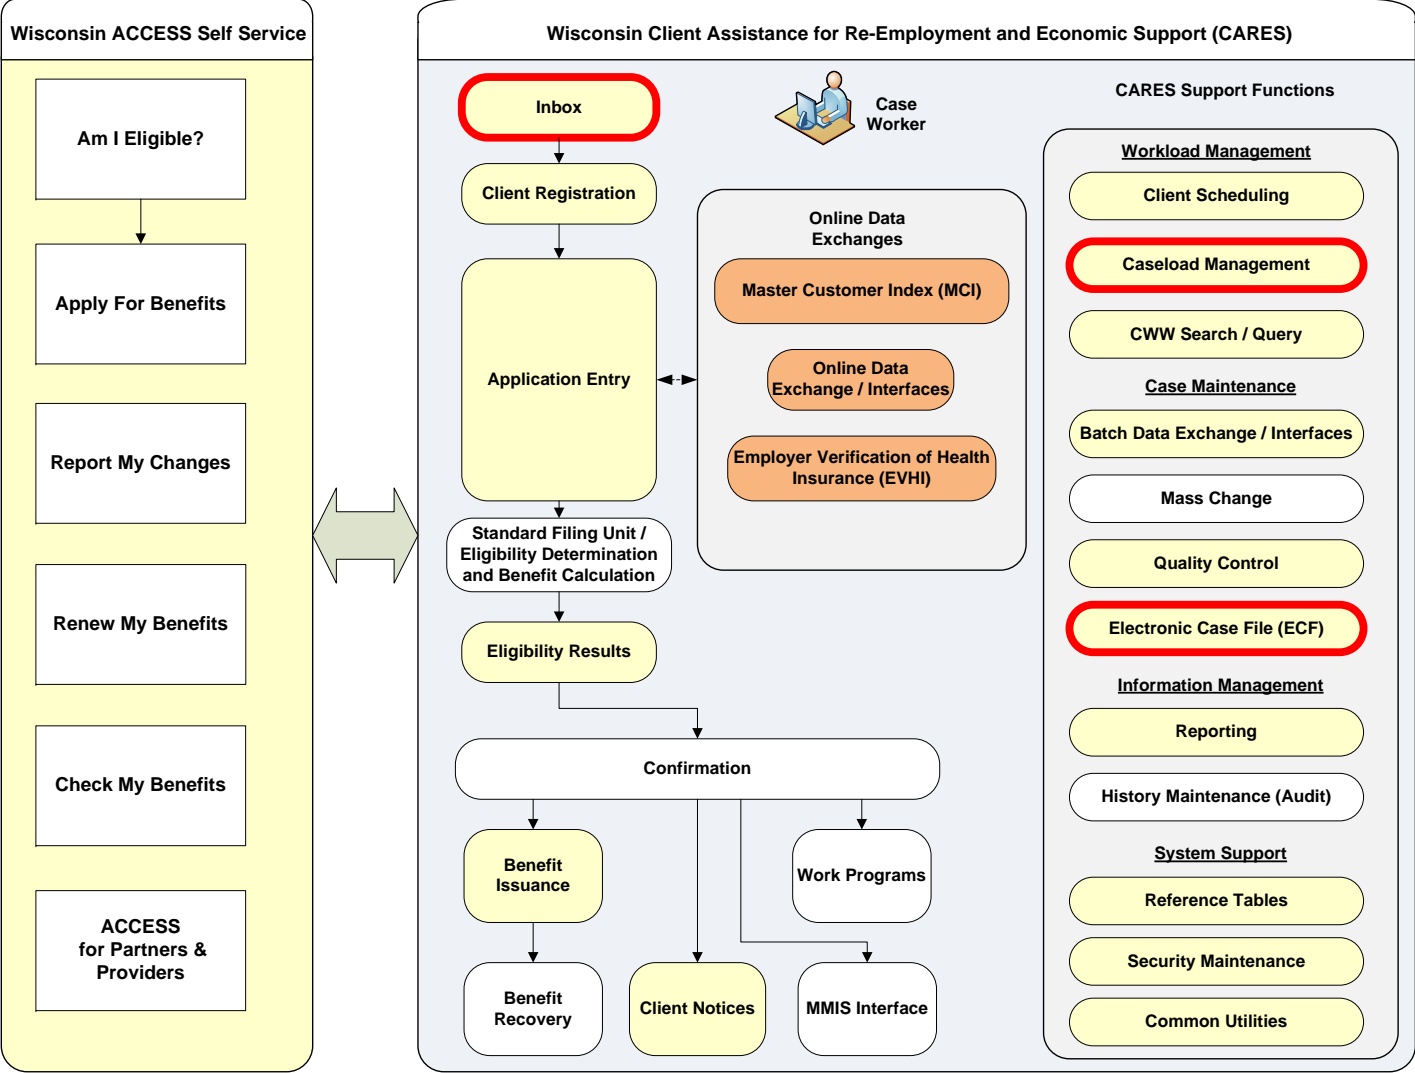 Wisconsin ACCESS Self Service
Am I Eligible?
Apply For Benefits
Report My Changes
Renew My Benefits
Check My Benefits
ACCESS
for Partners &
Providers
Wisconsin Client Assistance for Re-Employment and Economic Support (CARES)
Inbox
Case
Worker
Client Registration
Application Entry
Online Data
Exchanges
Master Customer Index (MCI)
Online Data
Exchange / Interfaces
Employer Verification of Health
Insurance (EVHI)
Standard Filing Unit /
Eligibility Determination
and Benefit Calculation
Eligibility Results
Confirmation
Benefit
Issuance
Work Programs
Benefit
Recovery
Client Notices
MMIS Interface
CARES Support Functions
Workload Management
Client Scheduling
Caseload Management
CWW Search / Query
Case Maintenance
Batch Data Exchange / Interfaces
Mass Change
Quality Control
Electronic Case File (ECF)
Information Management
Reporting
History Maintenance (Audit)
System Support
Reference Tables
Security Maintenance
Common Utilities